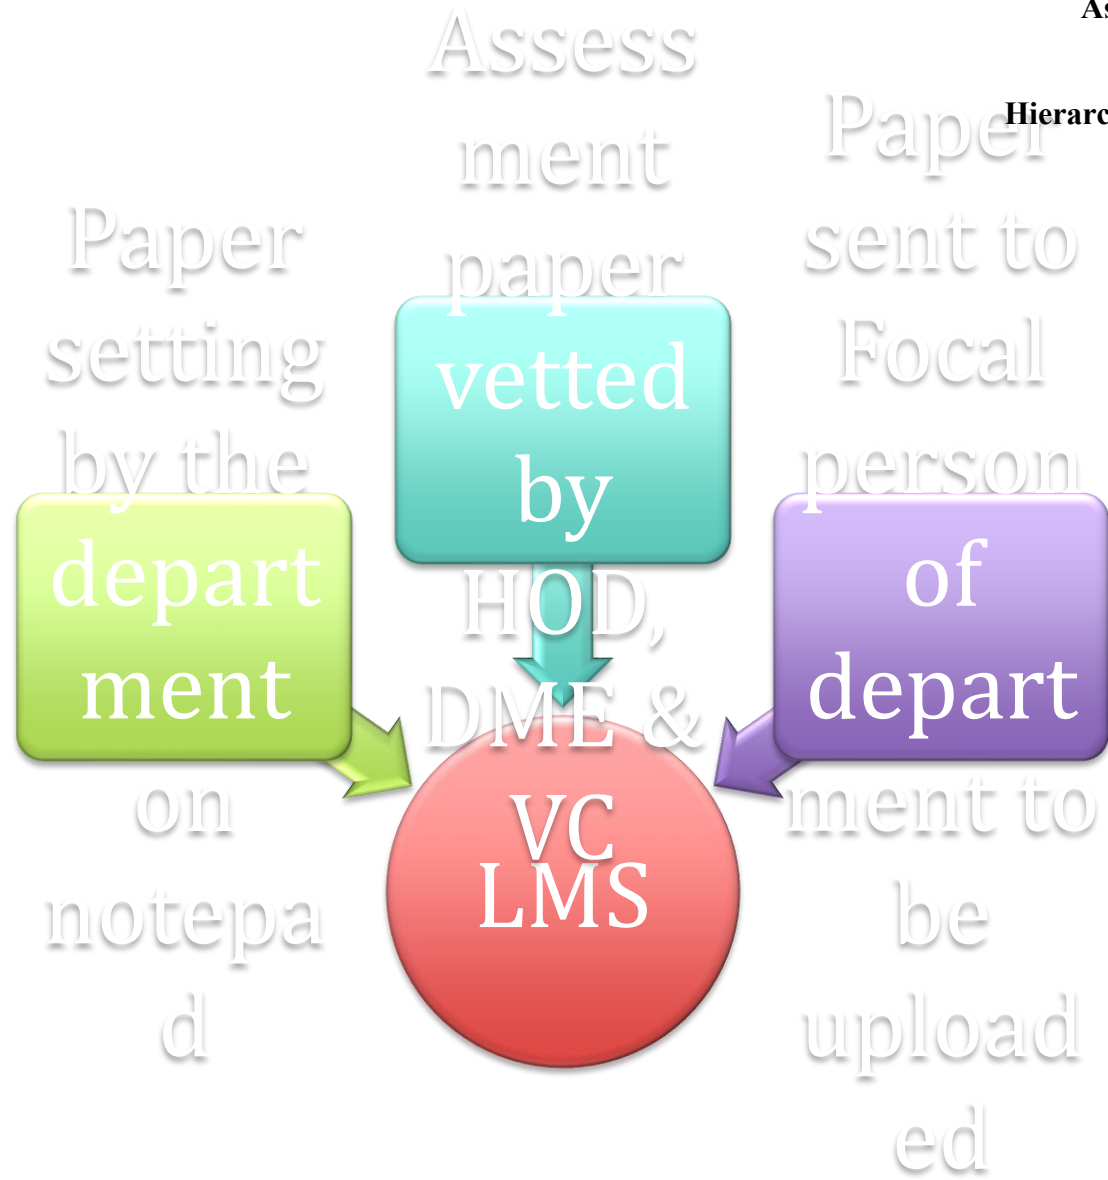 As
Hierarc
Paper
setting
by the
depart
ment
on
notepa
d
Assess
ment
paper
vetted
by
HOD,
DME &
VC
Paper
sent to
Focal
person
of
depart
ment to
be
upload
ed
LMS